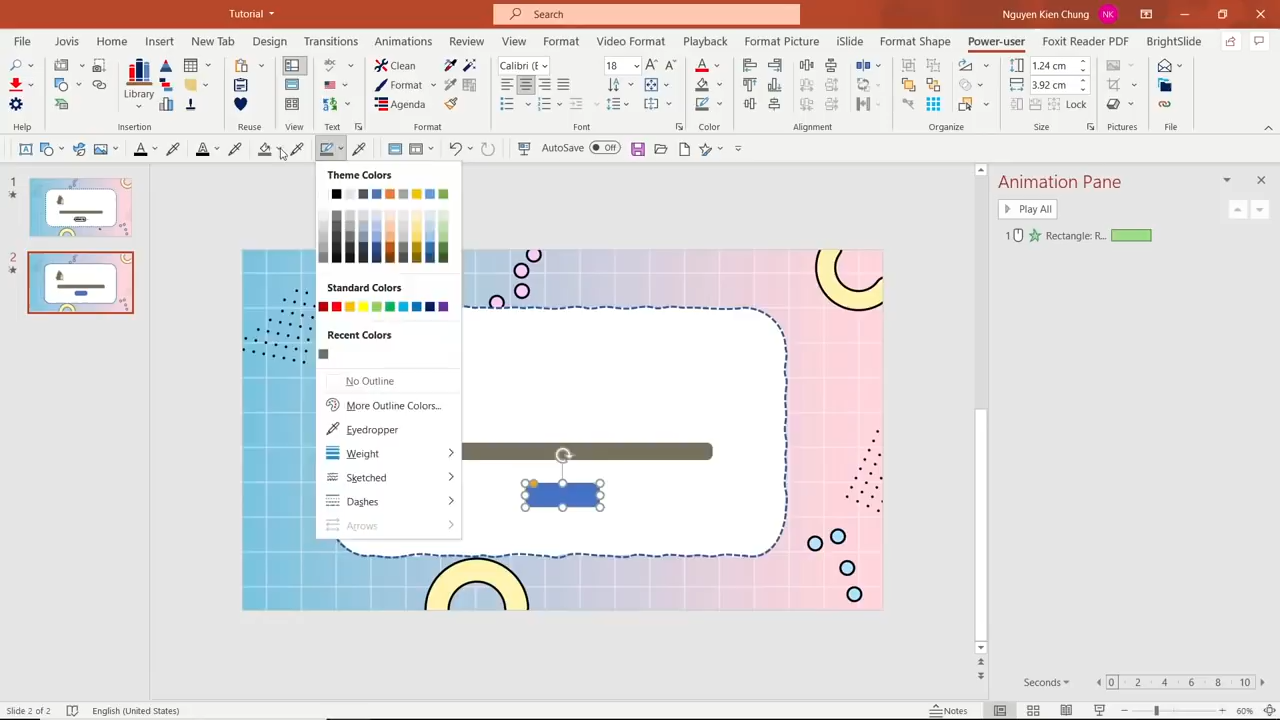 Tutorial
Search
Nguyen Kien Chung
NK
File Jovis Home Insert New Tab Design Transitions Animations Review View Format Video Format Playback Format Picture iSlide Format Shape Power-user Foxit Reader PDF BrightSlide
Clean
Calibri (E
18
1.24 cm
Library
Format
3.92 cm
Agenda
Lock
Help Insertion Reuse View Text Format Font Color Alignment Organize Size Pictures File
AutoSave Off
Theme Colors
Standard Colors
Recent Colors
No Outline
More Outline Colors...
Eyedropper
Weight
Sketched
Dashes
Arrows
1
2
Animation Pane
Play All
1 Rectangle: R...
Seconds 0 2 4 6 8 10
Slide 2 of 2 English (United States) Notes 60%